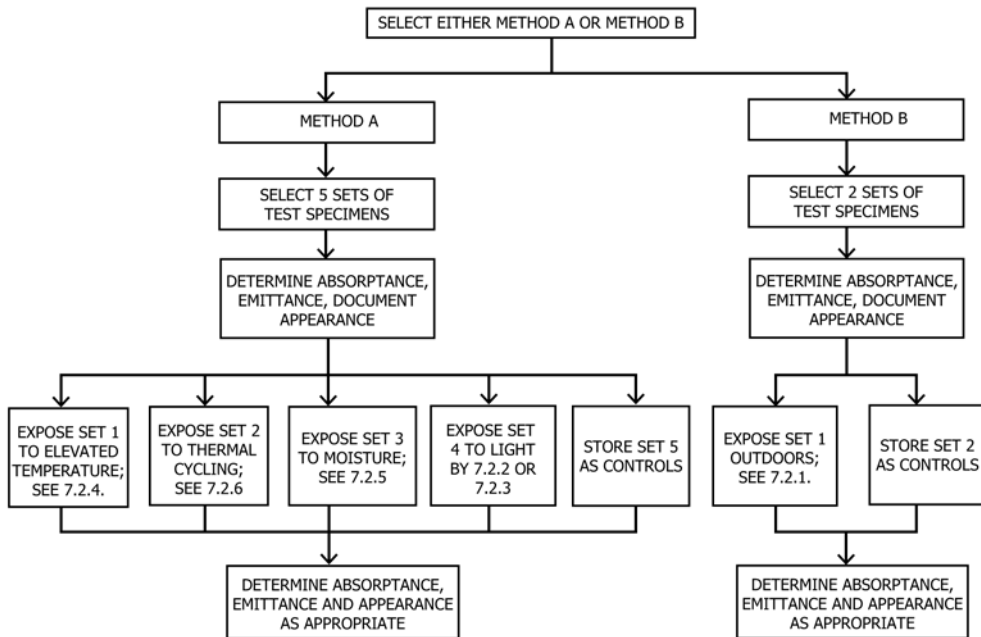 SELECT EITHER METHOD A OR METHOD B
METHOD A
METHOD B
SELECT 5 SETS OF
TEST SPECIMENS
SELECT 2 SETS OF
TEST SPECIMENS
DETERMINE ABSORPTANCE,
EMITTANCE, DOCUMENT
APPEARANCE
DETERMINE ABSORPTANCE,
EMITTANCE, DOCUMENT
APPEARANCE
EXPOSE SET 1
TO ELEVATED
TEMPERATURE;
SEE 7.2.4.
EXPOSE SET 2
TO THERMAL
CYCLING;
SEE 7.2.6
EXPOSE SET 3
TO MOISTURE;
SEE 7.2.5
EXPOSE SET
4 TO LIGHT
BY 7.2.2 OR
7.2.3
STORE SET 5
AS CONTROLS
EXPOSE SET 1
OUTDOORS;
SEE 7.2.1.
STORE SET 2
AS CONTROLS
DETERMINE ABSORPTANCE,
EMITTANCE AND APPEARANCE
AS APPROPRIATE
DETERMINE ABSORPTANCE,
EMITTANCE AND APPEARANCE
AS APPROPRIATE